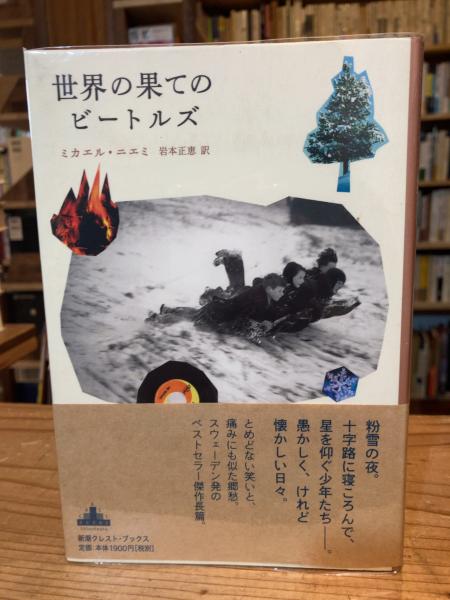 世界の果ての
ビートルズ
ミカエル・ニエミ 岩本正恵 訳
粉雪の夜。
十字路に寝ころんで、
星を仰ぐ少年たち――。
愚かしく、けれど
懐かしい日々。
とめどない笑いと、
痛みにも似た郷愁。
スウェーデン発の
ベストセラー傑作長篇。
新潮クレスト・ブックス
定価:本体1900円[税別]